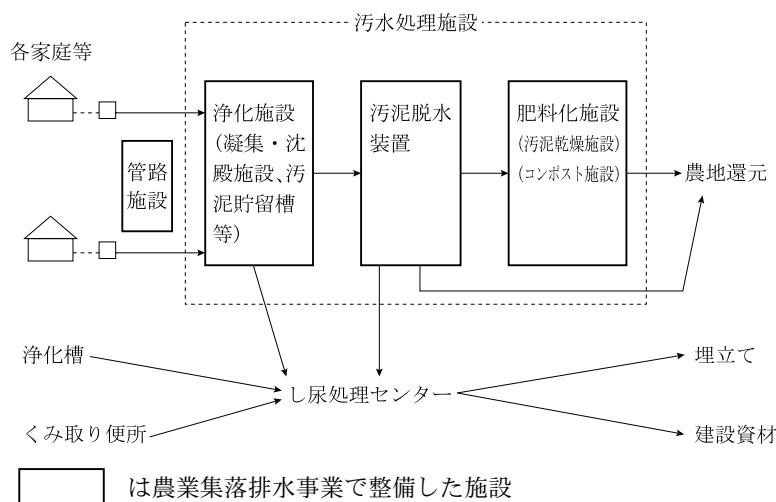 汚水処理施設
各家庭等
管路
施設
浄化施設
(凝集・沈
殿施設、汚
泥貯留槽
等)
汚泥脱水
装置
肥料化施設
(汚泥乾燥施設)
(コンポスト施設)
農地還元
浄化槽
くみ取り便所
し尿処理センター
埋立て
建設資材
は農業集落排水事業で整備した施設